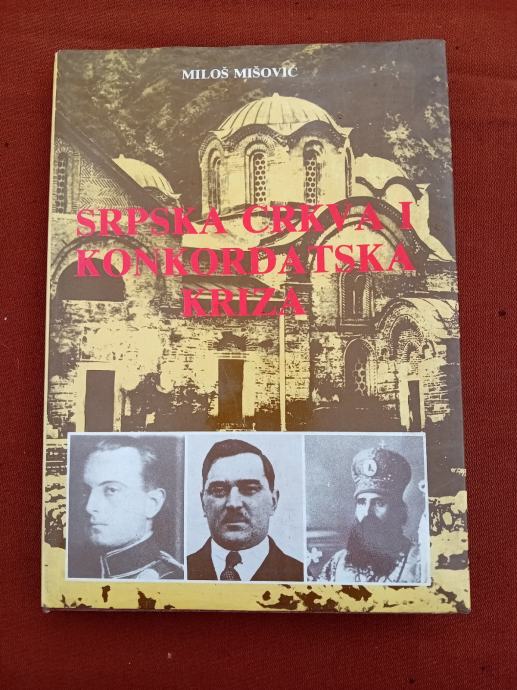 MILOŠ MIŠOVIĆ
SRPSKA CRKVA I
KONKORDATSKA
KRIZA